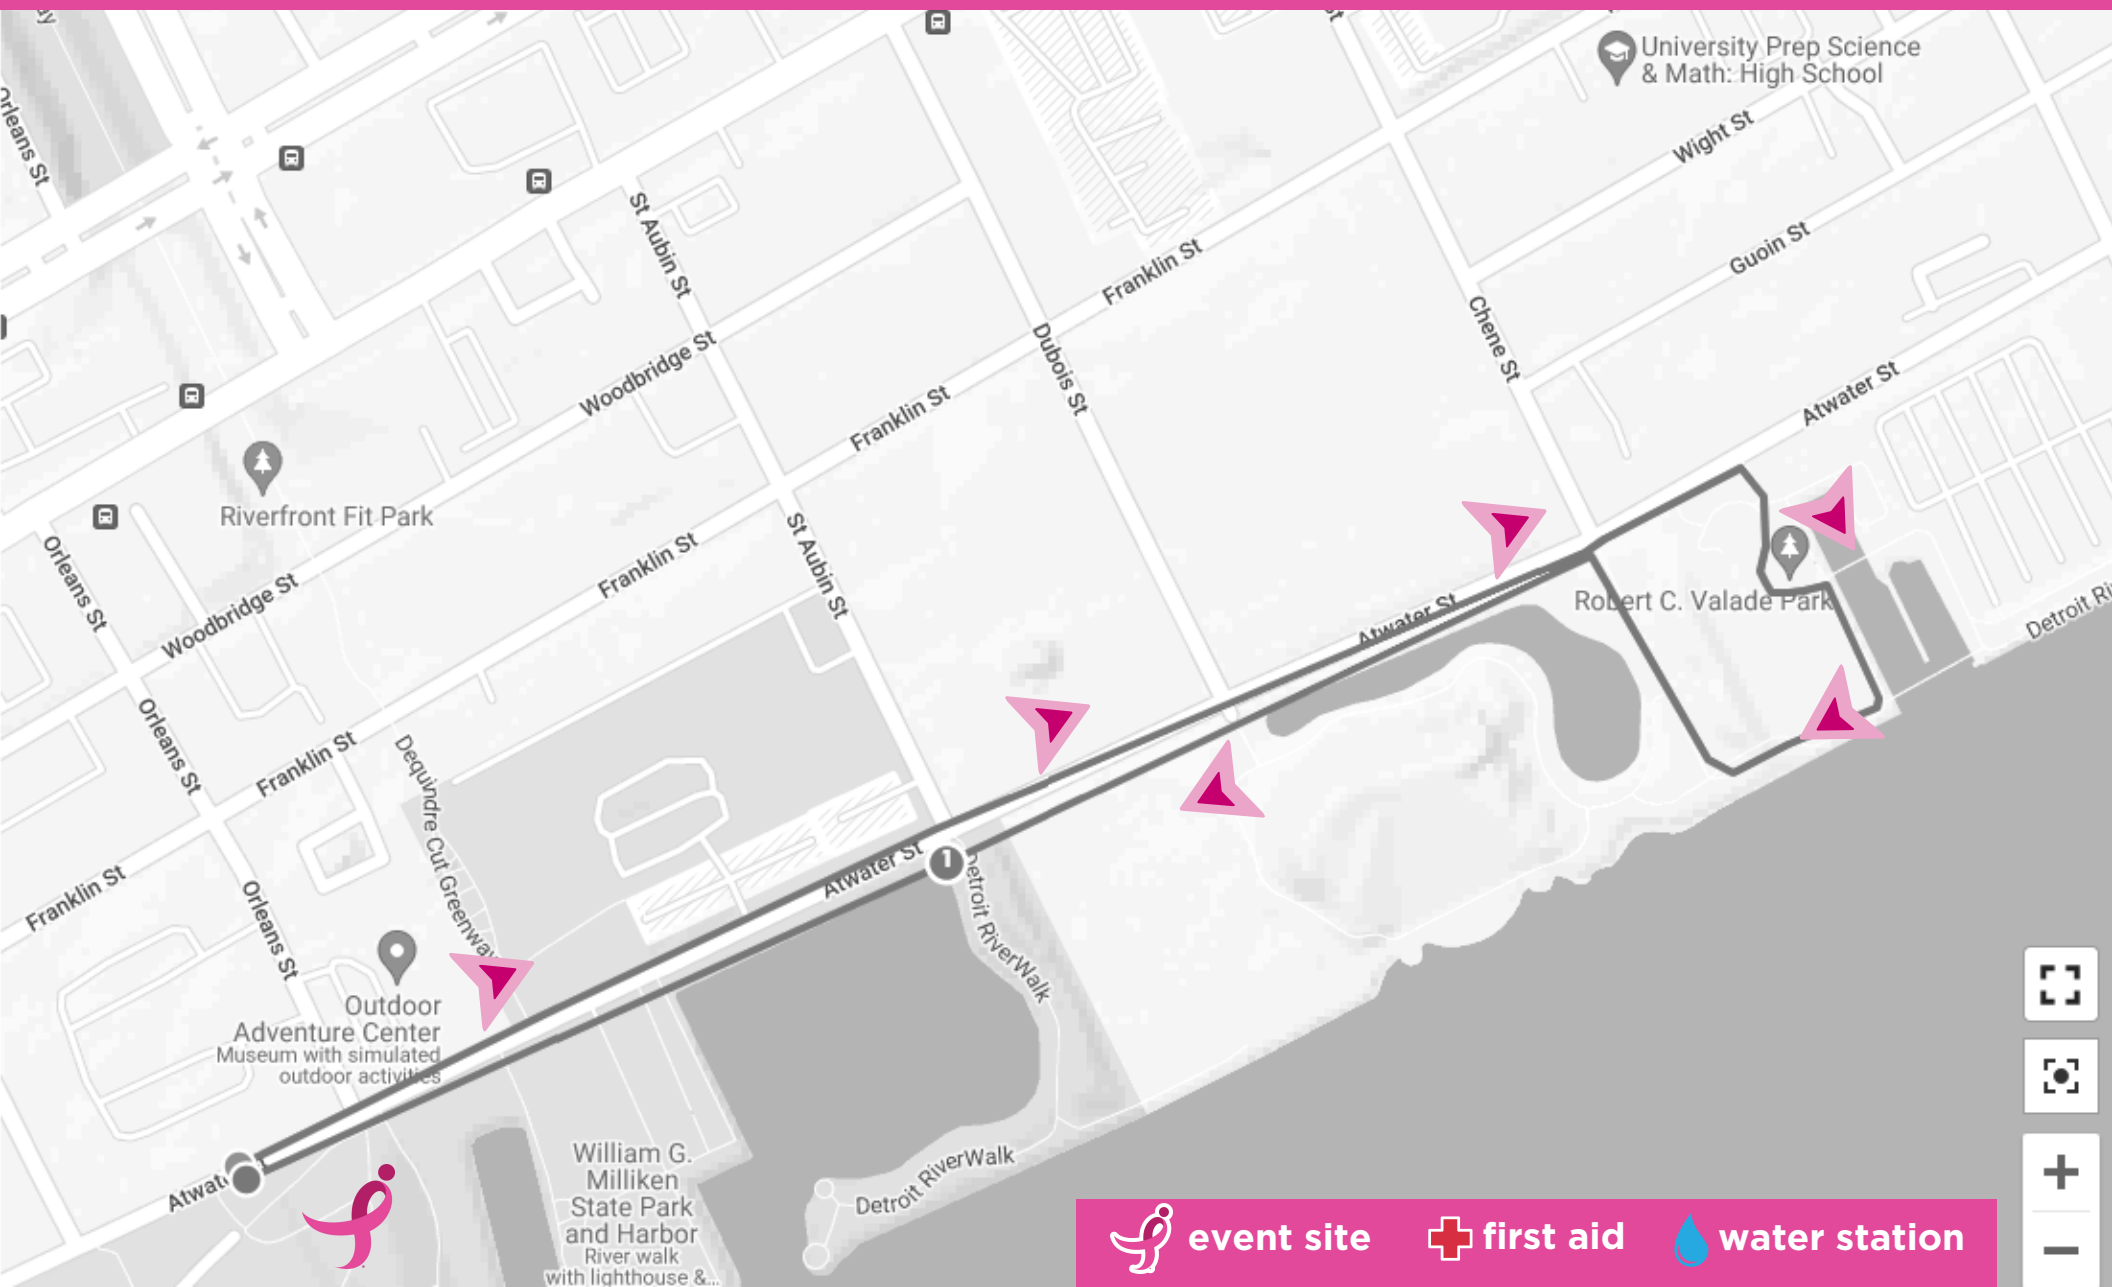 Orleans St
University Prep Science
& Math: High School
Wight St
St Aubin St
Guoin St
Franklin St
Chene St
Dubois St
Woodbridge St
Atwater St
Franklin St
Riverfront Fit Park
Orleans St
St Aubin St
Franklin St
Woodbridge St
Robert C. Valade Park
Atwater St
Detroit Ri
Orleans St
Franklin St
Dequindre Cut Greenway
Atwater St
1
Detroit RiverWalk
Franklin St
Orleans St
Outdoor
Adventure Center
Museum with simulated
outdoor activities
Atwat
William G.
Milliken
State Park
and Harbor
River walk
with lighthouse &...
Detroit RiverWalk
event site
first aid
water station